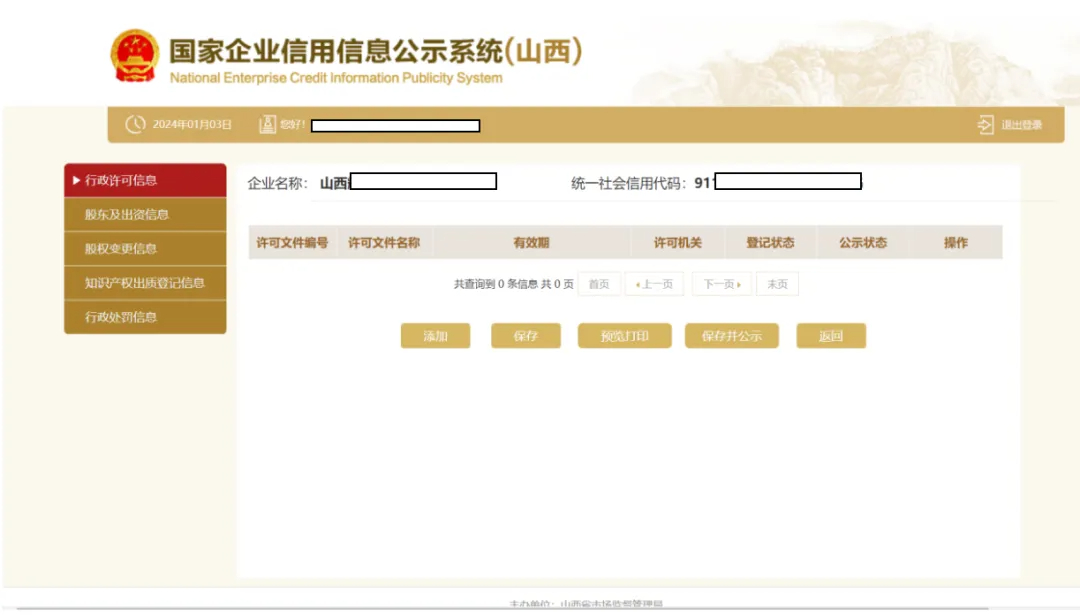 国家企业信用信息公示系统(山西)
National Enterprise Credit Information Publicity System
2024年01月03日 您好! 退出登录
行政许可信息
股东及出资信息
股权变更信息
知识产权出质登记信息
行政处罚信息
企业名称: 山西 统一社会信用代码: 91
许可文件编号 许可文件名称 有效期 许可机关 登记状态 公示状态 操作
共查询到 0 条信息 共 0 页 首页 上一页 下一页 末页
添加 保存 预览打印 保存并公示 返回
主办单位: 山西省市场监督管理局